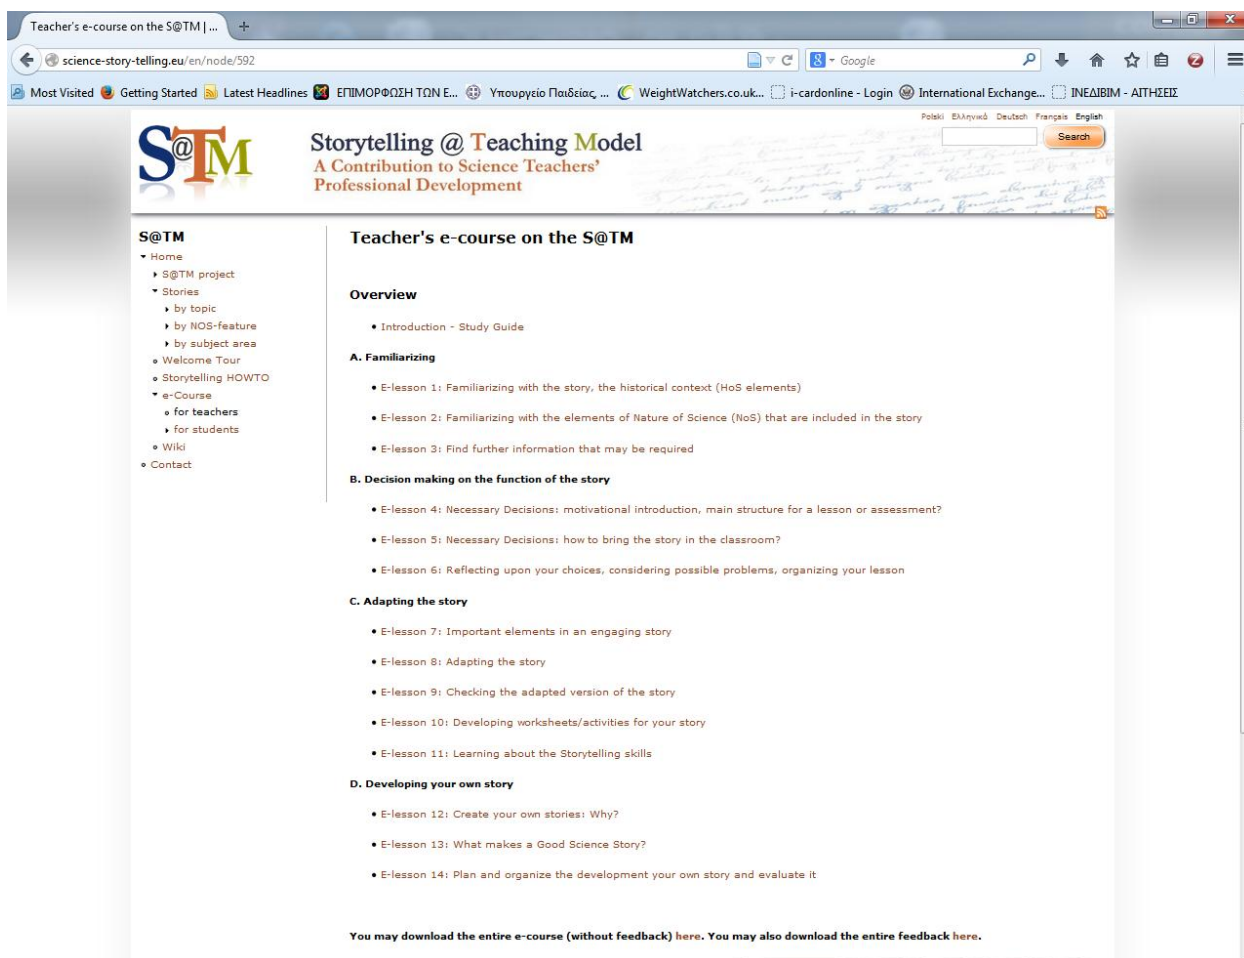 Teacher's e-course on the S@TM | ...
science-story-telling.eu/en/node/592
Google
Most Visited Getting Started Latest Headlines ΕΠΙΜΟΡΦΩΣΗ ΤΩΝ Ε... Υπουργείο Παιδείας, ... WeightWatchers.co.uk... i-cardonline - Login International Exchange... ΙΝΕΔΙΒΙΜ - ΑΙΤΗΣΕΙΣ
Polski Ελληνικά Deutsch Français English
Search
S@TM
Storytelling @ Teaching Model
A Contribution to Science Teachers'
Professional Development
S@TM
Home
S@TM project
Stories
by topic
by NOS-feature
by subject area
Welcome Tour
Storytelling HOWTO
e-Course
for teachers
for students
Wiki
Contact
Teacher's e-course on the S@TM
Overview
• Introduction - Study Guide
A. Familiarizing
• E-lesson 1: Familiarizing with the story, the historical context (HoS elements)
• E-lesson 2: Familiarizing with the elements of Nature of Science (NoS) that are included in the story
• E-lesson 3: Find further information that may be required
B. Decision making on the function of the story
• E-lesson 4: Necessary Decisions: motivational introduction, main structure for a lesson or assessment?
• E-lesson 5: Necessary Decisions: how to bring the story in the classroom?
• E-lesson 6: Reflecting upon your choices, considering possible problems, organizing your lesson
C. Adapting the story
• E-lesson 7: Important elements in an engaging story
• E-lesson 8: Adapting the story
• E-lesson 9: Checking the adapted version of the story
• E-lesson 10: Developing worksheets/activities for your story
• E-lesson 11: Learning about the Storytelling skills
D. Developing your own story
• E-lesson 12: Create your own stories: Why?
• E-lesson 13: What makes a Good Science Story?
• E-lesson 14: Plan and organize the development your own story and evaluate it
You may download the entire e-course (without feedback) here. You may also download the entire feedback here.